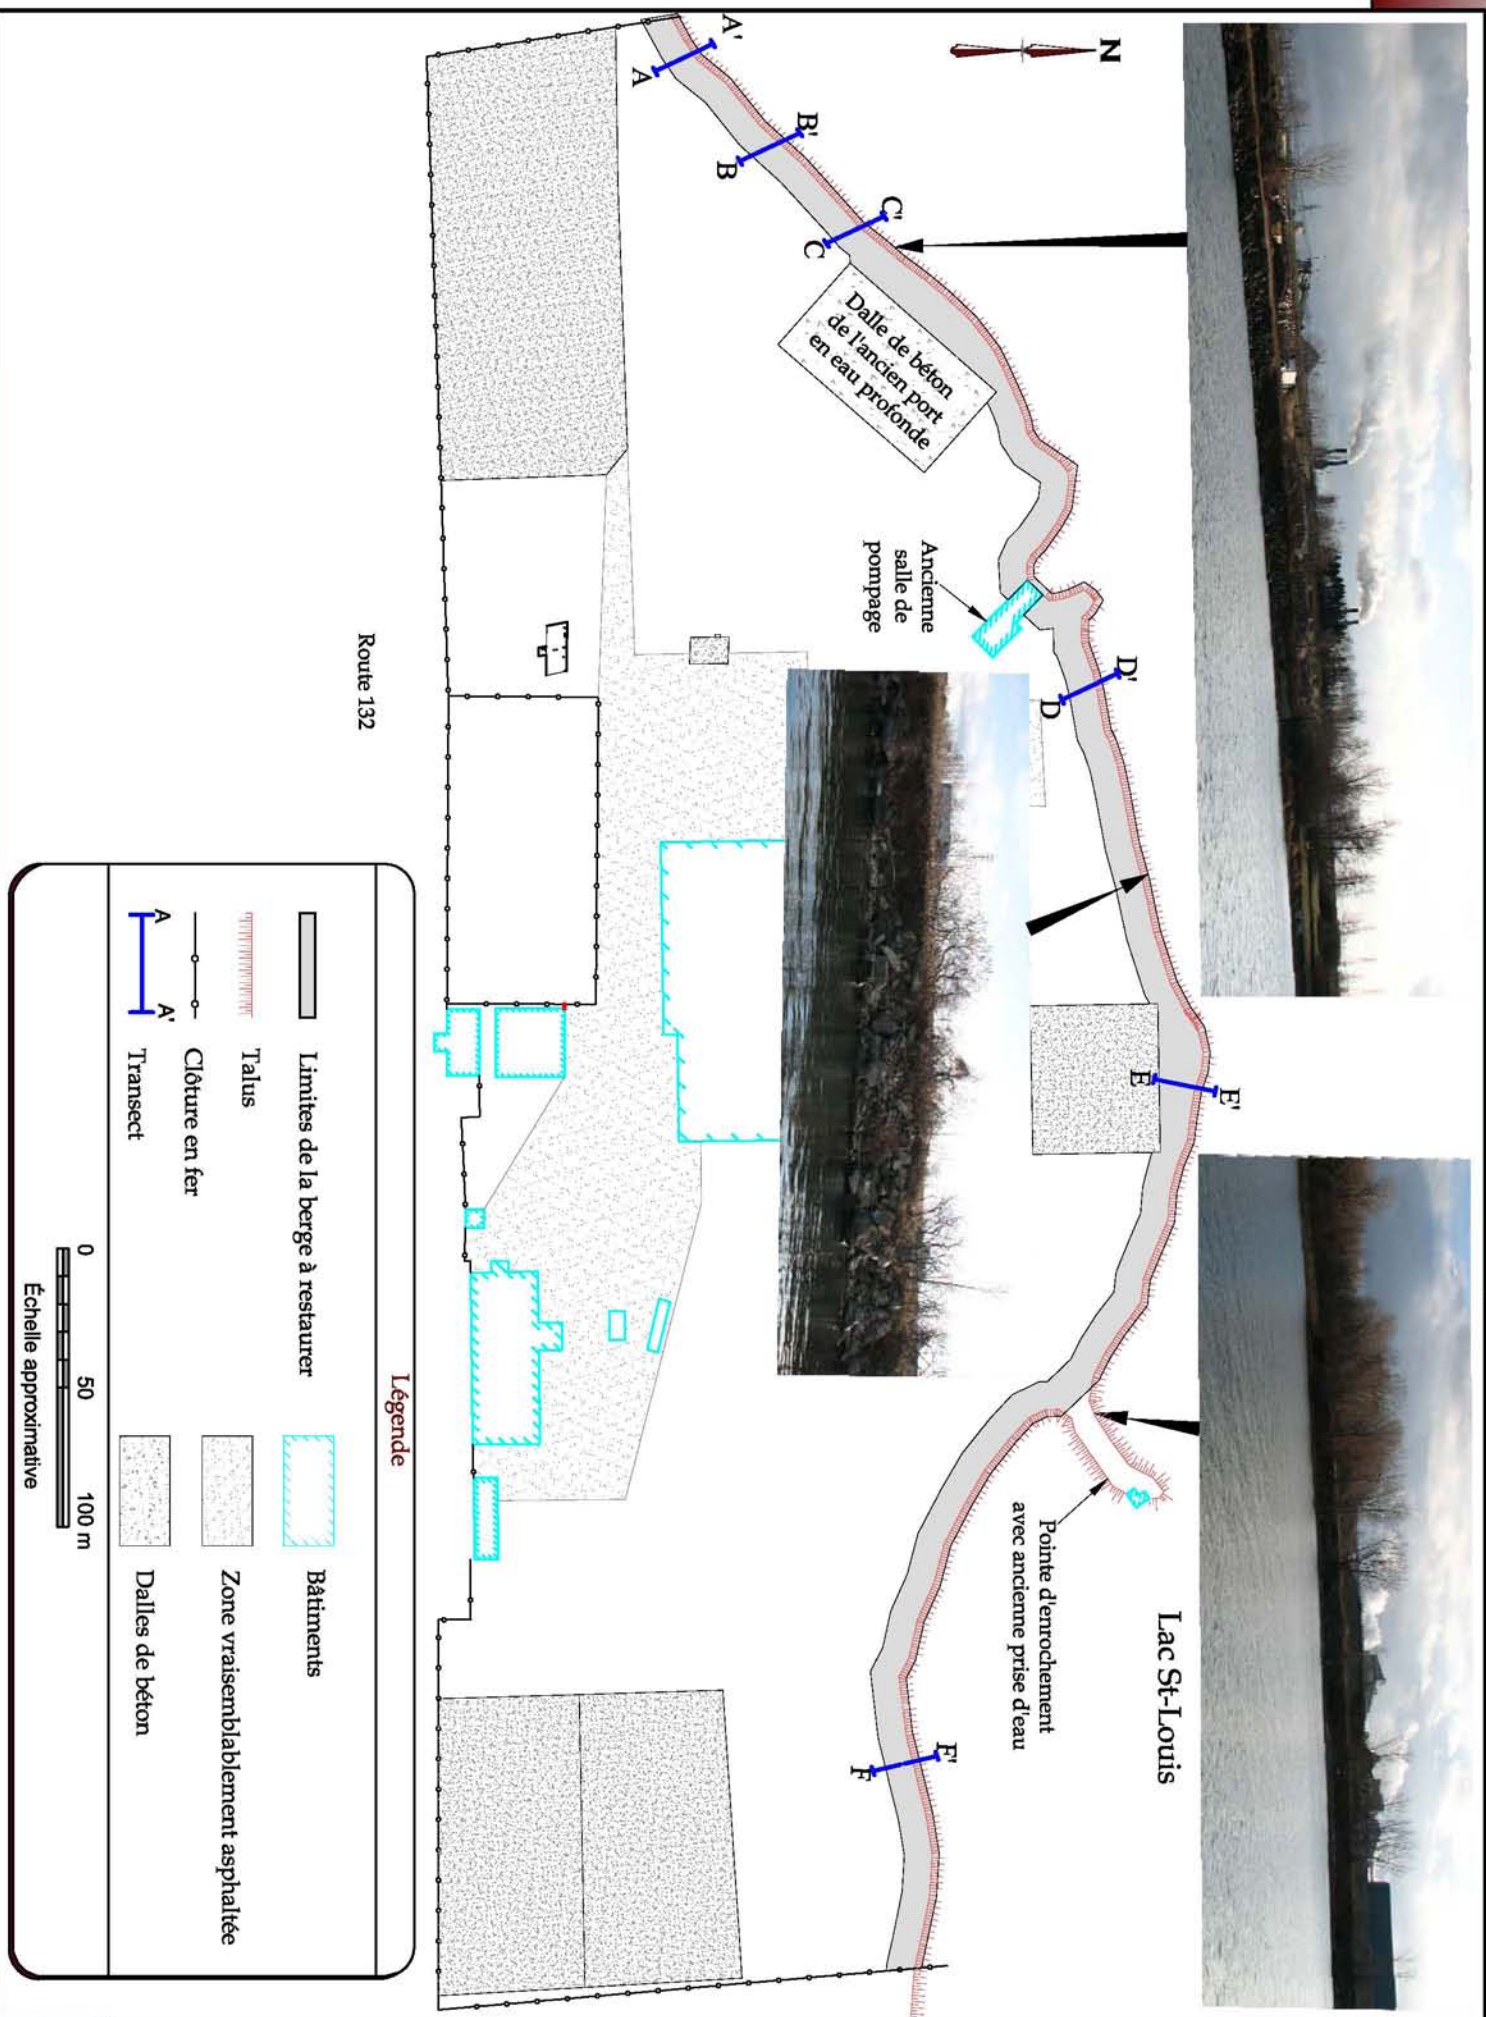 N
A'
A
B'
B
C'
C
Dalle de béton
de l'ancien port
en eau profonde
Ancienne
salle de
pompage
D'
D
E
E'
Lac St-Louis
Pointe d'enrochement
avec ancienne prise d'eau
F'
F
Route 132
Légende
Limites de la berge à restaurer
Talus
Clôture en fer
A A'
Transect
Bâtiments
Zone vraisemblablement asphaltée
Dalles de béton
0 50 100 m
Échelle approximative